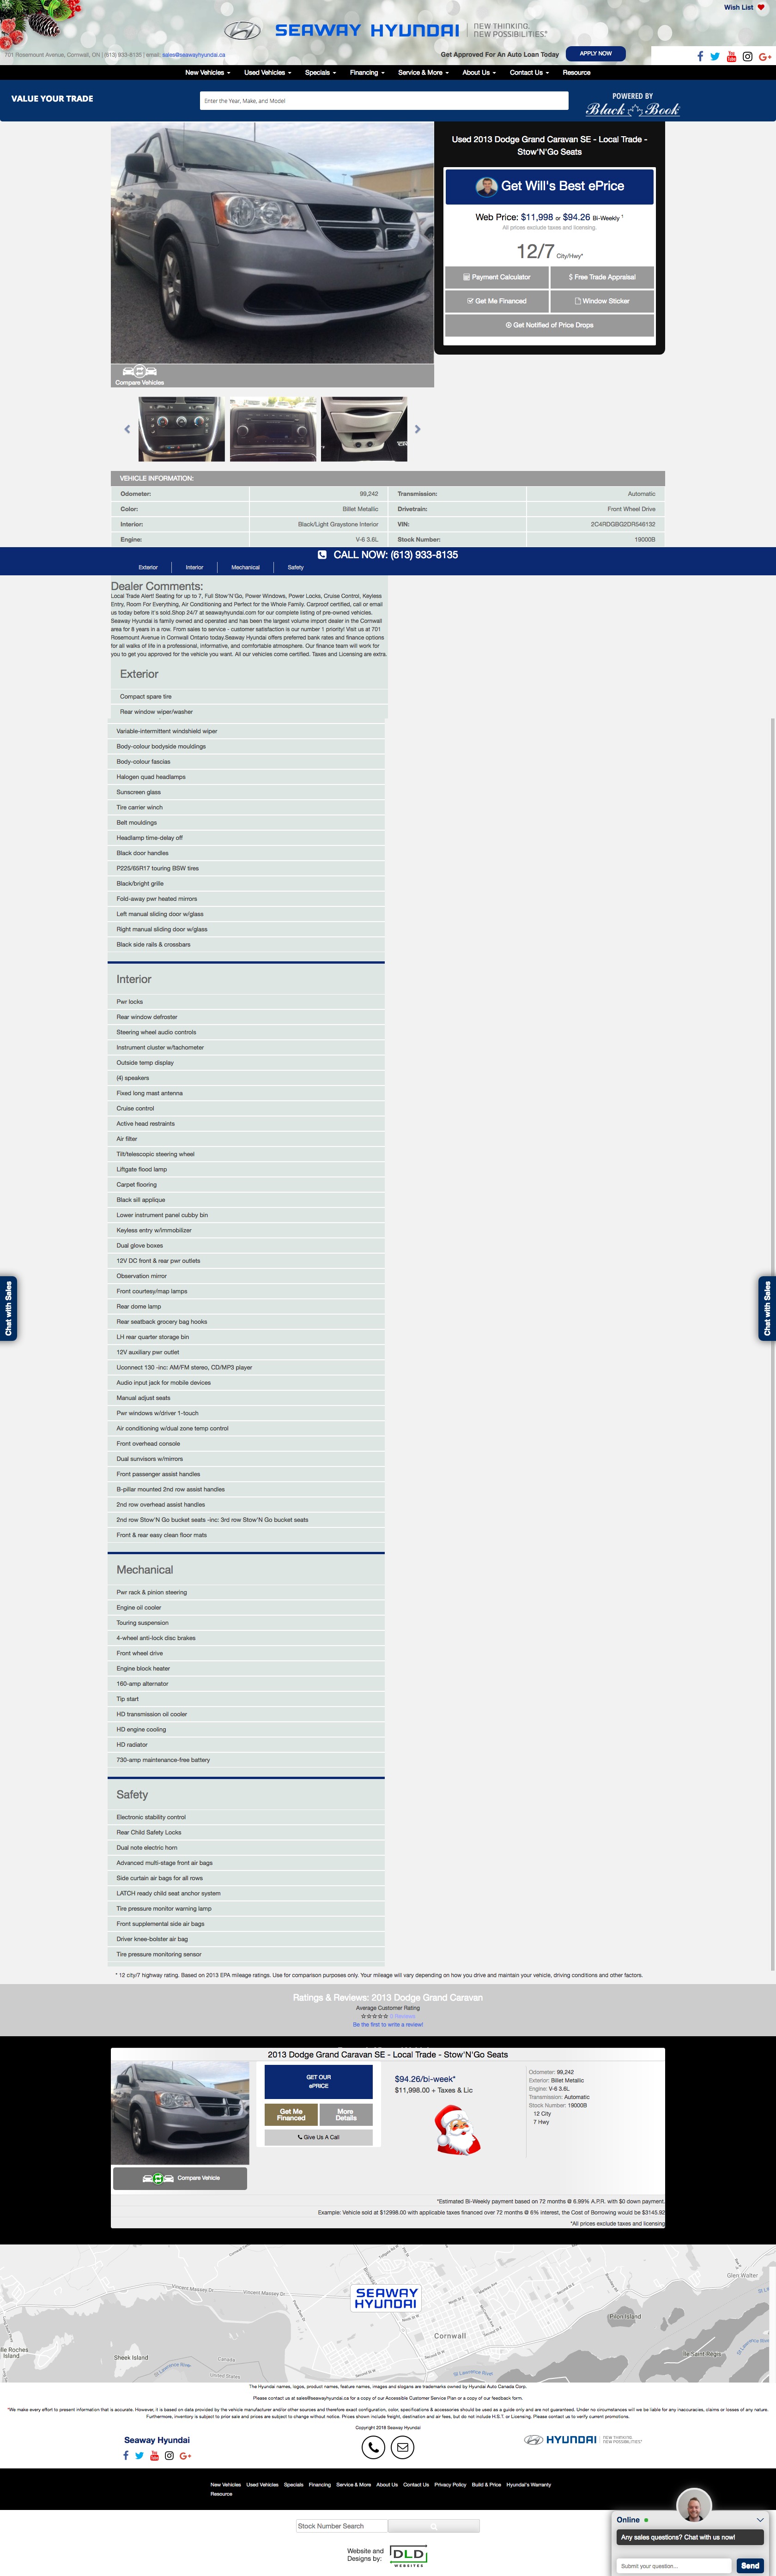 Wish List
SEAWAY HYUNDAI
NEW THINKING.
NEW POSSIBILITIES.
701 Rosemount Avenue, Cornwall, ON | (613) 933-8135 | email: sales@seawayhyundai.ca
Get Approved For An Auto Loan Today
APPLY NOW
New Vehicles Used Vehicles Specials Financing Service & More About Us Contact Us Resource
VALUE YOUR TRADE
Enter the Year, Make, and Model
POWERED BY
Black Book
Used 2013 Dodge Grand Caravan SE - Local Trade -
Stow'N'Go Seats
Get Will's Best ePrice
Web Price: $11,998 or $94.26 Bi-Weekly ¹
All prices exclude taxes and licensing.
12/7 City/Hwy*
Payment Calculator
$ Free Trade Appraisal
Get Me Financed
Window Sticker
Get Notified of Price Drops
Compare Vehicles
VEHICLE INFORMATION:
Odometer: 99,242 Transmission: Automatic
Color: Billet Metallic Drivetrain: Front Wheel Drive
Interior: Black/Light Graystone Interior VIN: 2C4RDGBG2DR546132
Engine: V-6 3.6L Stock Number: 19000B
CALL NOW: (613) 933-8135
Exterior Interior Mechanical Safety
Dealer Comments:
Local Trade Alert! Seating for up to 7, Full Stow'N'Go, Power Windows, Power Locks, Cruise Control, Keyless
Entry, Room For Everything, Air Conditioning and Perfect for the Whole Family. Carproof certified, call or email
us today before it's sold.Shop 24/7 at seawayhyundai.com for our complete listing of pre-owned vehicles.
Seaway Hyundai is family owned and operated and has been the largest volume import dealer in the Cornwall
area for 8 years in a row. From sales to service - customer satisfaction is our number 1 priority! Visit us at 701
Rosemount Avenue in Cornwall Ontario today.Seaway Hyundai offers preferred bank rates and finance options
for all walks of life in a professional, informative, and comfortable atmosphere. Our finance team will work for
you to get you approved for the vehicle you want. All our vehicles come certified. Taxes and Licensing are extra.
Exterior
Compact spare tire
Rear window wiper/washer
Variable-intermittent windshield wiper
Body-colour bodyside mouldings
Body-colour fascias
Halogen quad headlamps
Sunscreen glass
Tire carrier winch
Belt mouldings
Headlamp time-delay off
Black door handles
P225/65R17 touring BSW tires
Black/bright grille
Fold-away pwr heated mirrors
Left manual sliding door w/glass
Right manual sliding door w/glass
Black side rails & crossbars
Interior
Pwr locks
Rear window defroster
Steering wheel audio controls
Instrument cluster w/tachometer
Outside temp display
(4) speakers
Fixed long mast antenna
Cruise control
Active head restraints
Air filter
Tilt/telescopic steering wheel
Liftgate flood lamp
Carpet flooring
Black sill applique
Lower instrument panel cubby bin
Keyless entry w/immobilizer
Dual glove boxes
12V DC front & rear pwr outlets
Observation mirror
Front courtesy/map lamps
Rear dome lamp
Rear seatback grocery bag hooks
LH rear quarter storage bin
12V auxiliary pwr outlet
Uconnect 130 -inc: AM/FM stereo, CD/MP3 player
Audio input jack for mobile devices
Manual adjust seats
Pwr windows w/driver 1-touch
Air conditioning w/dual zone temp control
Front overhead console
Dual sunvisors w/mirrors
Front passenger assist handles
B-pillar mounted 2nd row assist handles
2nd row overhead assist handles
2nd row Stow'N Go bucket seats -inc: 3rd row Stow'N Go bucket seats
Front & rear easy clean floor mats
Mechanical
Pwr rack & pinion steering
Engine oil cooler
Touring suspension
4-wheel anti-lock disc brakes
Front wheel drive
Engine block heater
160-amp alternator
Tip start
HD transmission oil cooler
HD engine cooling
HD radiator
730-amp maintenance-free battery
Safety
Electronic stability control
Rear Child Safety Locks
Dual note electric horn
Advanced multi-stage front air bags
Side curtain air bags for all rows
LATCH ready child seat anchor system
Tire pressure monitor warning lamp
Front supplemental side air bags
Driver knee-bolster air bag
Tire pressure monitoring sensor
Chat with Sales
Chat with Sales
* 12 city/7 highway rating. Based on 2013 EPA mileage ratings. Use for comparison purposes only. Your mileage will vary depending on how you drive and maintain your vehicle, driving conditions and other factors.
Ratings & Reviews: 2013 Dodge Grand Caravan
Average Customer Rating
0 Reviews
Be the first to write a review!
2013 Dodge Grand Caravan SE - Local Trade - Stow'N'Go Seats
GET OUR
ePRICE
Get Me
Financed
More
Details
Give Us A Call
Compare Vehicle
$94.26/bi-week*
$11,998.00 + Taxes & Lic
Odometer: 99,242
Exterior: Billet Metallic
Engine: V-6 3.6L
Transmission: Automatic
Stock Number: 19000B
12 City
7 Hwy
*Estimated Bi-Weekly payment based on 72 months @ 6.99% A.P.R. with $0 down payment.
Example: Vehicle sold at $12998.00 with applicable taxes financed over 72 months @ 6% interest, the Cost of Borrowing would be $3145.92
*All prices exclude taxes and licensing
Glen Walter
Vincent Massey Dr
Vincent Massey Dr
SEAWAY
HYUNDAI
Pilon Island
Cornwall
Sheek Island
Canada
United States
St Lawrence River
St Lawrence River
Ile Saint-Regis
lle Roches
Island
The Hyundai names, logos, product names, feature names, images and slogans are trademarks owned by Hyundai Auto Canada Corp.
Please contact us at sales@seawayhyundai.ca for a copy of our Accessible Customer Service Plan or a copy of our feedback form.
*We make every effort to present information that is accurate. However, it is based on data provided by the vehicle manufacturer and/or other sources and therefore exact configuration, color, specifications & accessories should be used as a guide only and are not guaranteed. Under no circumstances will we be liable for any inaccuracies, claims or losses of any nature.
Furthermore, inventory is subject to prior sale and prices are subject to change without notice. Prices shown include freight, destination and air fees, but do not include H.S.T. or Licensing. Please contact us to verify current promotions.
Copyright 2018 Seaway Hyundai
Seaway Hyundai
HYUNDAI
NEW THINKING.
NEW POSSIBILITIES.
New Vehicles Used Vehicles Specials Financing Service & More About Us Contact Us Privacy Policy Build & Price Hyundai's Warranty
Resource
Stock Number Search
Website and
Designs by:
DLD
WEBSITES
Online
Any sales questions? Chat with us now!
Submit your question...
Send